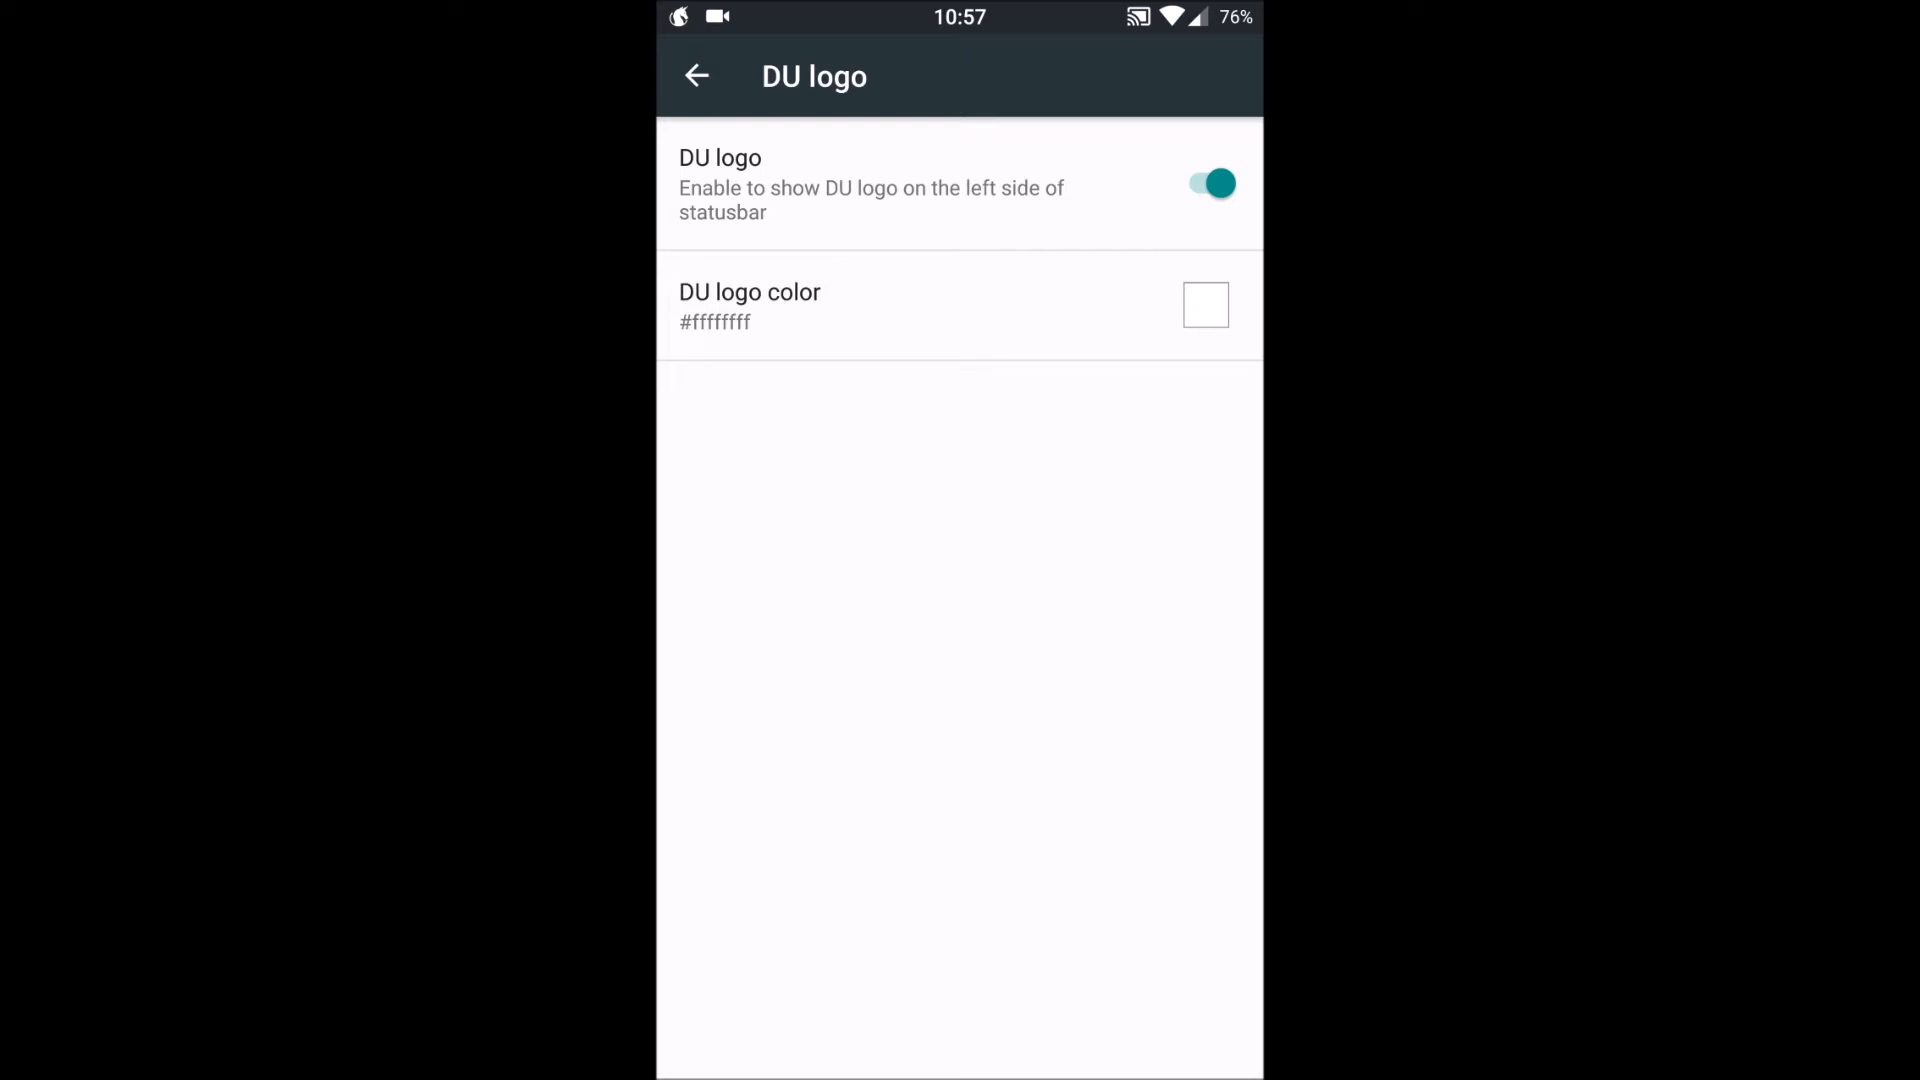 10:57
76%
DU logo
DU logo
Enable to show DU logo on the left side of
statusbar
DU logo color
#ffffffff